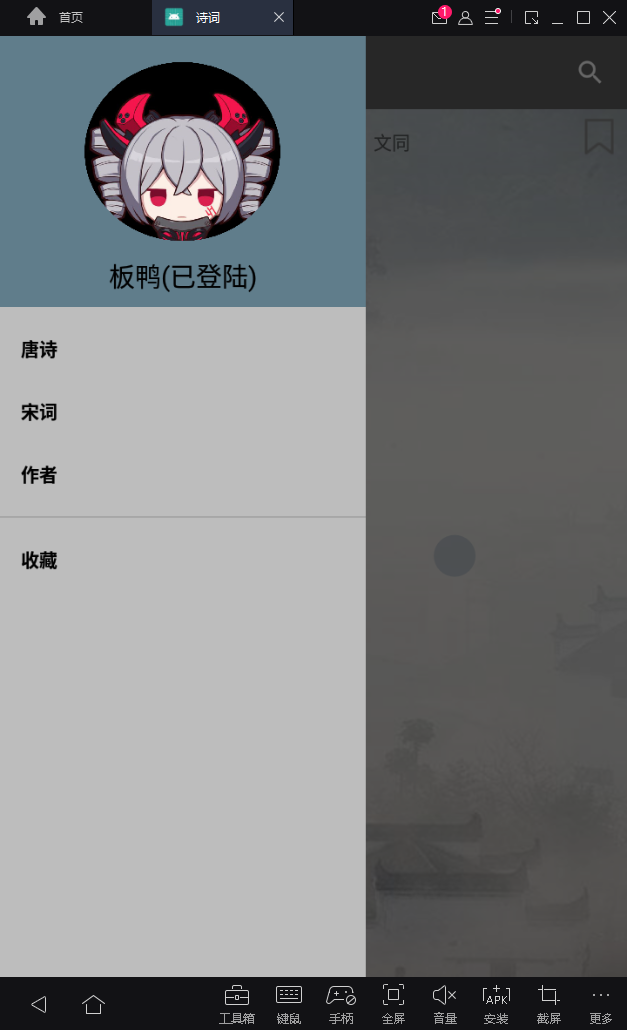 首页
诗词
1
文同
板鸭(已登陆)
唐诗
宋词
作者
收藏
APK
工具箱
键鼠
手柄
全屏
音量
安装
截屏
更多